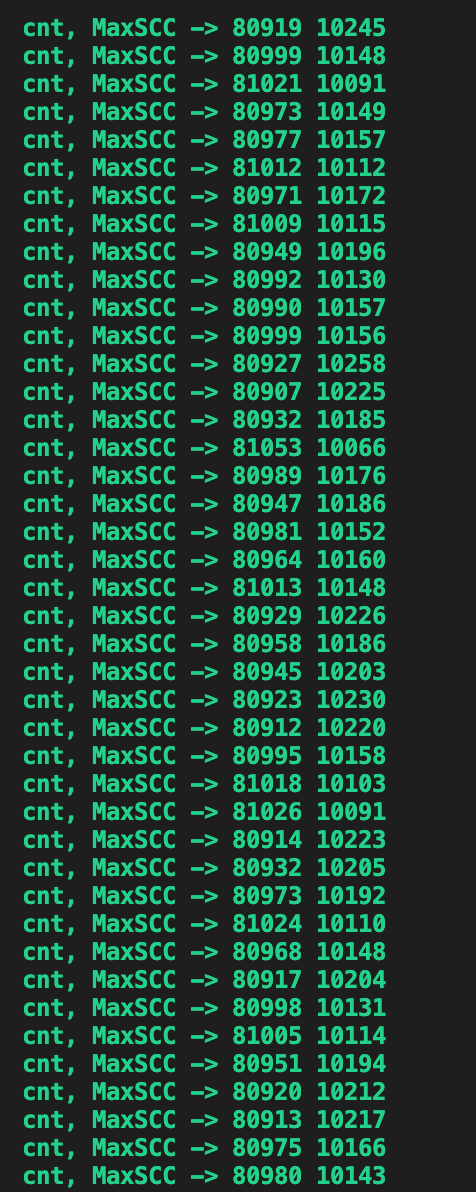 cnt, MaxSCC -> 80919 10245
cnt, MaxSCC -> 80999 10148
cnt, MaxSCC -> 81021 10091
cnt, MaxSCC -> 80973 10149
cnt, MaxSCC -> 80977 10157
cnt, MaxSCC -> 81012 10112
cnt, MaxSCC -> 80971 10172
cnt, MaxSCC -> 81009 10115
cnt, MaxSCC -> 80949 10196
cnt, MaxSCC -> 80992 10130
cnt, MaxSCC -> 80990 10157
cnt, MaxSCC -> 80999 10156
cnt, MaxSCC -> 80927 10258
cnt, MaxSCC -> 80907 10225
cnt, MaxSCC -> 80932 10185
cnt, MaxSCC -> 81053 10066
cnt, MaxSCC -> 80989 10176
cnt, MaxSCC -> 80947 10186
cnt, MaxSCC -> 80981 10152
cnt, MaxSCC -> 80964 10160
cnt, MaxSCC -> 81013 10148
cnt, MaxSCC -> 80929 10226
cnt, MaxSCC -> 80958 10186
cnt, MaxSCC -> 80945 10203
cnt, MaxSCC -> 80923 10230
cnt, MaxSCC -> 80912 10220
cnt, MaxSCC -> 80995 10158
cnt, MaxSCC -> 81018 10103
cnt, MaxSCC -> 81026 10091
cnt, MaxSCC -> 80914 10223
cnt, MaxSCC -> 80932 10205
cnt, MaxSCC -> 80973 10192
cnt, MaxSCC -> 81024 10110
cnt, MaxSCC -> 80968 10148
cnt, MaxSCC -> 80917 10204
cnt, MaxSCC -> 80998 10131
cnt, MaxSCC -> 81005 10114
cnt, MaxSCC -> 80951 10194
cnt, MaxSCC -> 80920 10212
cnt, MaxSCC -> 80913 10217
cnt, MaxSCC -> 80975 10166
cnt, MaxSCC -> 80980 10143